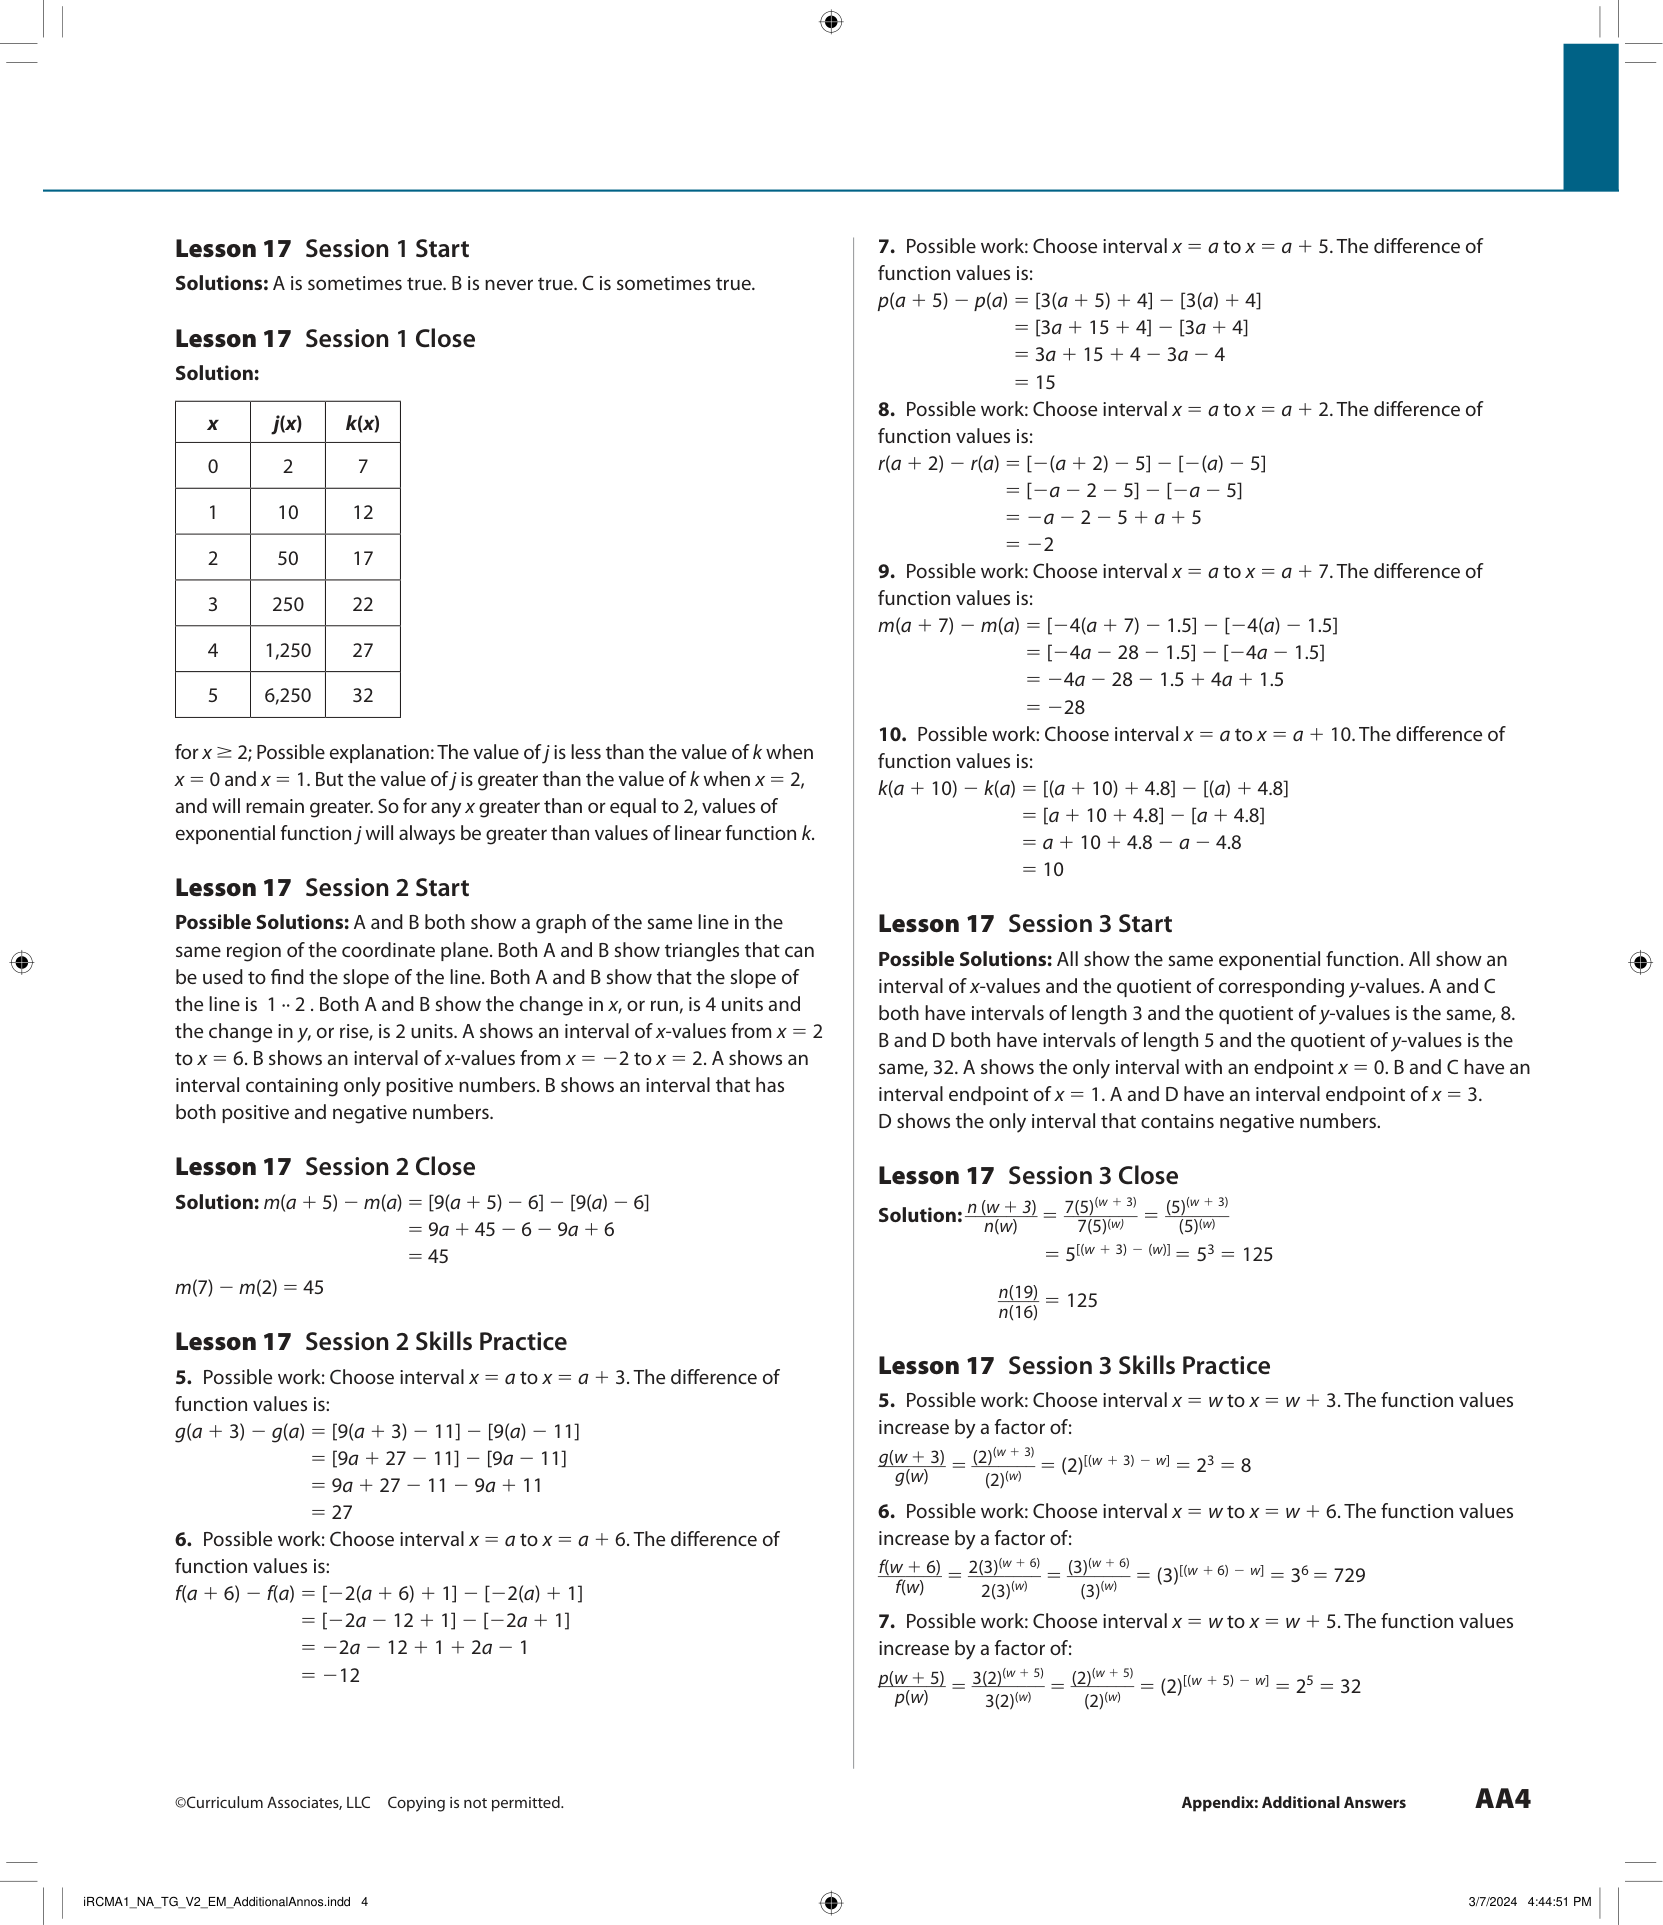 Lesson 17 Session 1 Start
Solutions: A is sometimes true. B is never true. C is sometimes true.
Lesson 17 Session 1 Close
Solution:
x j(x) k(x)
0 2 7
1 10 12
2 50 17
3 250 22
4 1,250 27
5 6,250 32
for x ≥ 2; Possible explanation: The value of j is less than the value of k when
x = 0 and x = 1. But the value of j is greater than the value of k when x = 2,
and will remain greater. So for any x greater than or equal to 2, values of
exponential function j will always be greater than values of linear function k.
Lesson 17 Session 2 Start
Possible Solutions: A and B both show a graph of the same line in the
same region of the coordinate plane. Both A and B show triangles that can
be used to find the slope of the line. Both A and B show that the slope of
the line is 1 ·· 2 . Both A and B show the change in x, or run, is 4 units and
the change in y, or rise, is 2 units. A shows an interval of x-values from x = 2
to x = 6. B shows an interval of x-values from x = −2 to x = 2. A shows an
interval containing only positive numbers. B shows an interval that has
both positive and negative numbers.
Lesson 17 Session 2 Close
Solution: m(a + 5) − m(a) = [9(a + 5) − 6] − [9(a) − 6]
= 9a + 45 − 6 − 9a + 6
= 45
m(7) − m(2) = 45
Lesson 17 Session 2 Skills Practice
5. Possible work: Choose interval x = a to x = a + 3. The difference of
function values is:
g(a + 3) − g(a) = [9(a + 3) − 11] − [9(a) − 11]
= [9a + 27 − 11] − [9a − 11]
= 9a + 27 − 11 − 9a + 11
= 27
6. Possible work: Choose interval x = a to x = a + 6. The difference of
function values is:
f(a + 6) − f(a) = [−2(a + 6) + 1] − [−2(a) + 1]
= [−2a − 12 + 1] − [−2a + 1]
= −2a − 12 + 1 + 2a − 1
= −12
7. Possible work: Choose interval x = a to x = a + 5. The difference of
function values is:
p(a + 5) − p(a) = [3(a + 5) + 4] − [3(a) + 4]
= [3a + 15 + 4] − [3a + 4]
= 3a + 15 + 4 − 3a − 4
= 15
8. Possible work: Choose interval x = a to x = a + 2. The difference of
function values is:
r(a + 2) − r(a) = [−(a + 2) − 5] − [−(a) − 5]
= [−a − 2 − 5] − [−a − 5]
= −a − 2 − 5 + a + 5
= −2
9. Possible work: Choose interval x = a to x = a + 7. The difference of
function values is:
m(a + 7) − m(a) = [−4(a + 7) − 1.5] − [−4(a) − 1.5]
= [−4a − 28 − 1.5] − [−4a − 1.5]
= −4a − 28 − 1.5 + 4a + 1.5
= −28
10. Possible work: Choose interval x = a to x = a + 10. The difference of
function values is:
k(a + 10) − k(a) = [(a + 10) + 4.8] − [(a) + 4.8]
= [a + 10 + 4.8] − [a + 4.8]
= a + 10 + 4.8 − a − 4.8
= 10
Lesson 17 Session 3 Start
Possible Solutions: All show the same exponential function. All show an
interval of x-values and the quotient of corresponding y-values. A and C
both have intervals of length 3 and the quotient of y-values is the same, 8.
B and D both have intervals of length 5 and the quotient of y-values is the
same, 32. A shows the only interval with an endpoint x = 0. B and C have an
interval endpoint of x = 1. A and D have an interval endpoint of x = 3.
D shows the only interval that contains negative numbers.
Lesson 17 Session 3 Close
Solution: n (w + 3)/n(w) = 7(5)^(w + 3)/7(5)^(w) = (5)^(w + 3)/(5)^(w)
= 5^[(w + 3) − (w)] = 5^3 = 125
n(19)/n(16) = 125
Lesson 17 Session 3 Skills Practice
5. Possible work: Choose interval x = w to x = w + 3. The function values
increase by a factor of:
g(w + 3)/g(w) = (2)^(w + 3)/(2)^(w) = (2)^[(w + 3) − w] = 2^3 = 8
6. Possible work: Choose interval x = w to x = w + 6. The function values
increase by a factor of:
f(w + 6)/f(w) = 2(3)^(w + 6)/2(3)^(w) = (3)^(w + 6)/(3)^(w) = (3)^[(w + 6) − w] = 3^6 = 729
7. Possible work: Choose interval x = w to x = w + 5. The function values
increase by a factor of:
p(w + 5)/p(w) = 3(2)^(w + 5)/3(2)^(w) = (2)^(w + 5)/(2)^(w) = (2)^[(w + 5) − w] = 2^5 = 32
©Curriculum Associates, LLC Copying is not permitted.
Appendix: Additional Answers AA4
iRCMA1_NA_TG_V2_EM_AdditionalAnnos.indd 4
3/7/2024 4:44:51 PM